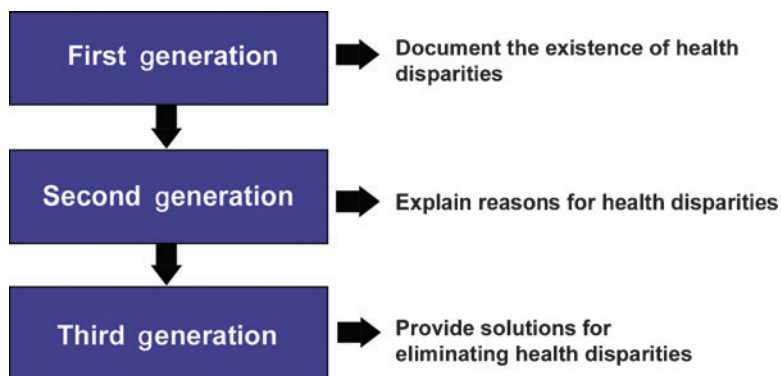 First generation
Document the existence of health
disparities
Second generation
Explain reasons for health disparities
Third generation
Provide solutions for
eliminating health disparities